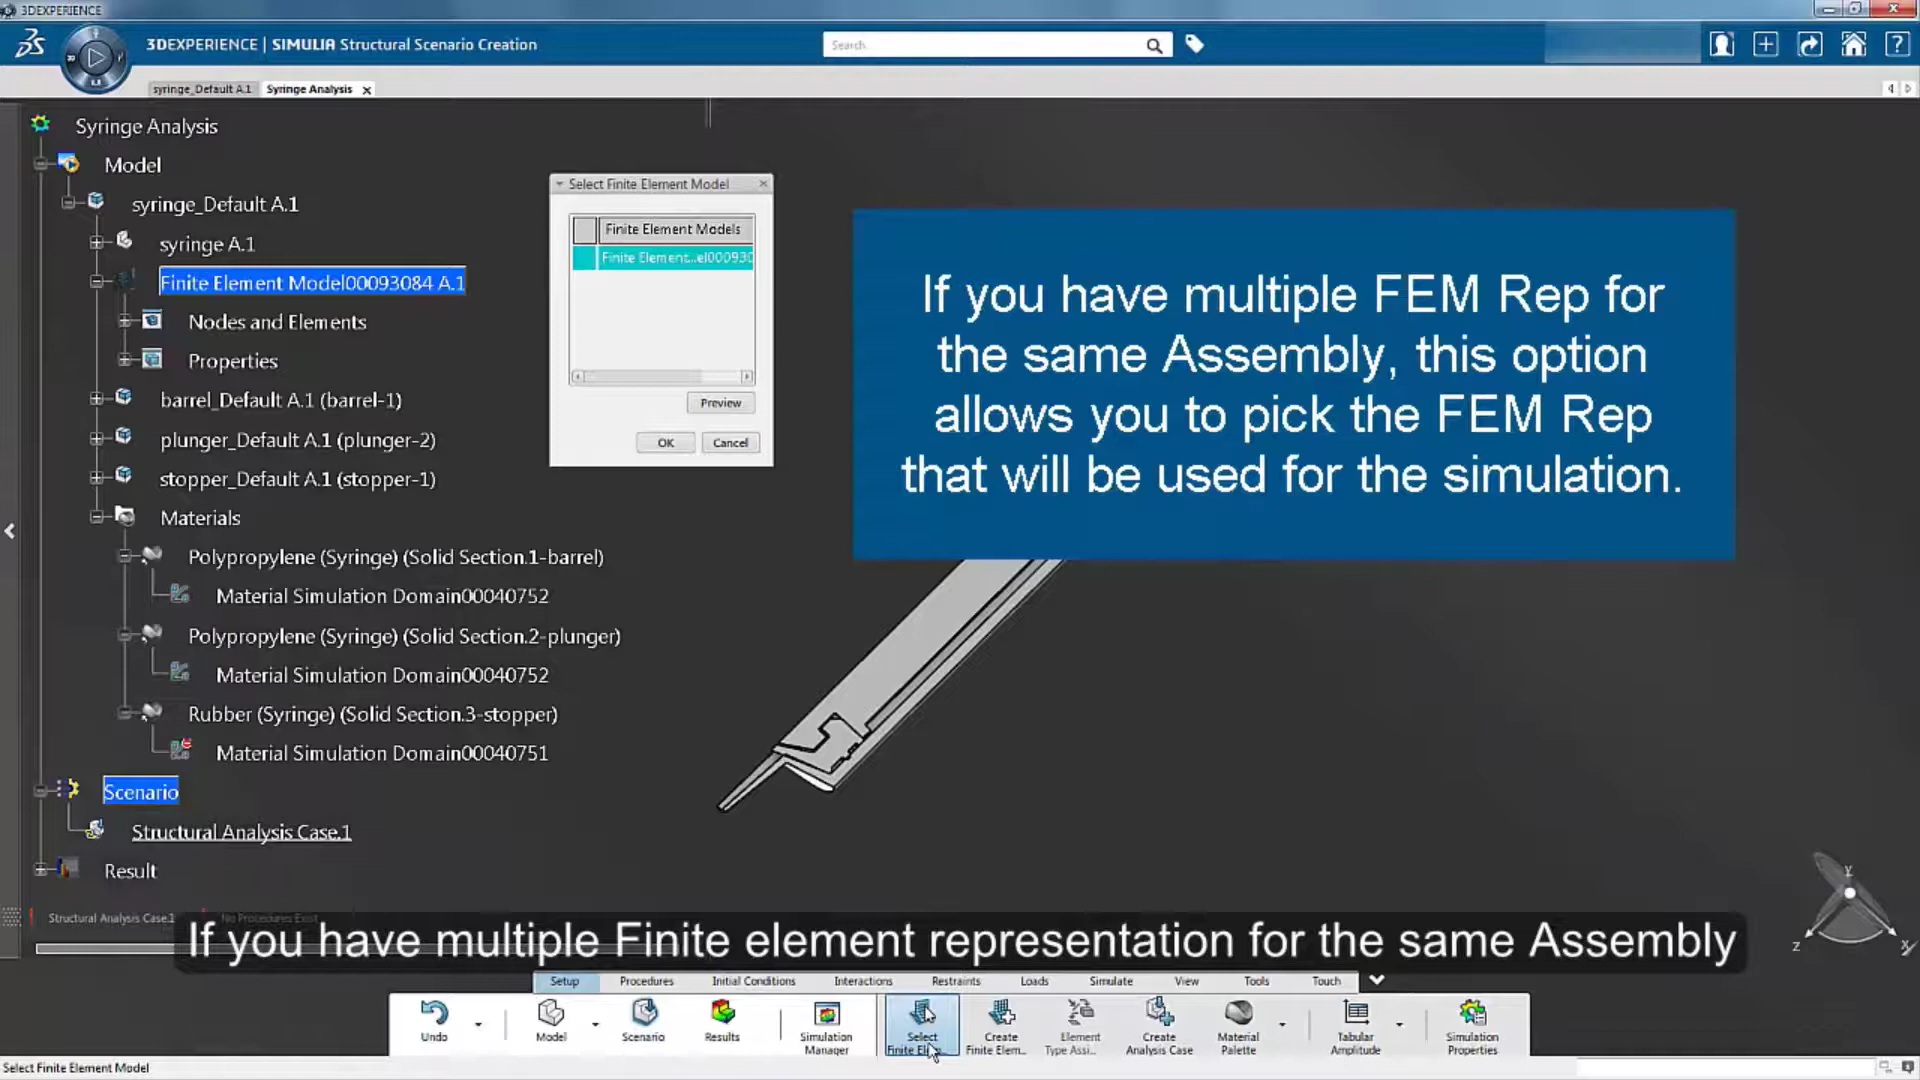 3DEXPERIENCE
3DEXPERIENCE | SIMULIA Structural Scenario Creation
Search
syringe_Default A.1
Syringe Analysis
Syringe Analysis
Model
syringe_Default A.1
syringe A.1
Finite Element Model00093084 A.1
Nodes and Elements
Properties
barrel_Default A.1 (barrel-1)
plunger_Default A.1 (plunger-2)
stopper_Default A.1 (stopper-1)
Materials
Polypropylene (Syringe) (Solid Section.1-barrel)
Material Simulation Domain00040752
Polypropylene (Syringe) (Solid Section.2-plunger)
Material Simulation Domain00040752
Rubber (Syringe) (Solid Section.3-stopper)
Material Simulation Domain00040751
Scenario
Structural Analysis Case.1
Result
Select Finite Element Model
Finite Element Models
Finite Element...el000930
Preview
OK
Cancel
If you have multiple FEM Rep for
the same Assembly, this option
allows you to pick the FEM Rep
that will be used for the simulation.
Structural Analysis Case.1
No Procedures Exist
If you have multiple Finite element representation for the same Assembly
Y
Z
X
Setup
Procedures
Initial Conditions
Interactions
Restraints
Loads
Simulate
View
Tools
Touch
Undo
Model
Scenario
Results
Simulation
Manager
Select
Finite Ele...
Create
Finite Elem...
Element
Type Assi...
Create
Analysis Case
Material
Palette
Tabular
Amplitude
Simulation
Properties
Select Finite Element Model